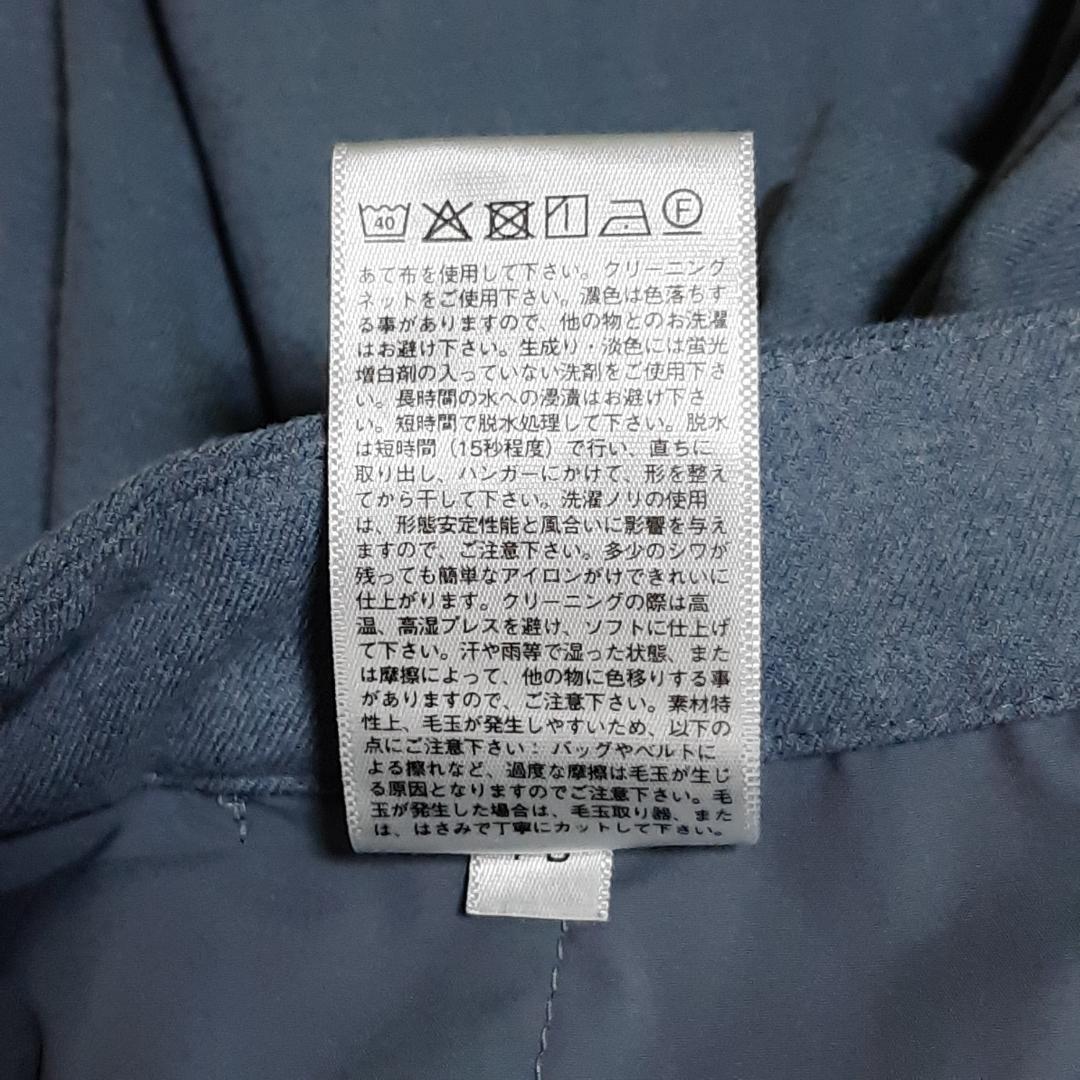 40 F
あて布を使用して下さい。クリーニング
ネットをご使用下さい。濃色は色落ちす
る事がありますので、他の物とのお洗濯
はお避け下さい。生成り・淡色には蛍光
増白剤の入っていない洗剤をご使用下さ
い。長時間の水への浸漬はお避け下さ
い。短時間で脱水処理して下さい。脱水
は短時間（15秒程度）で行い、直ちに
取り出し、ハンガーにかけて、形を整え
てから干して下さい。洗濯ノリの使用
は、形態安定性能と風合いに影響を与え
ますので、ご注意下さい。多少のシワが
残っても簡単なアイロンがけできれいに
仕上がります。クリーニングの際は高
温、高湿プレスを避け、ソフトに仕上げ
て下さい。汗や雨等で湿った状態、また
は摩擦によって、他の物に色移りする事
がありますので、ご注意下さい。素材特
性上、毛玉が発生しやすいため、以下の
点にご注意下さい：バッグやベルトに
よる擦れなど、過度な摩擦は毛玉が生じ
る原因となりますのでご注意下さい。毛
玉が発生した場合は、毛玉取り器、また
は、はさみで丁寧にカットして下さい。